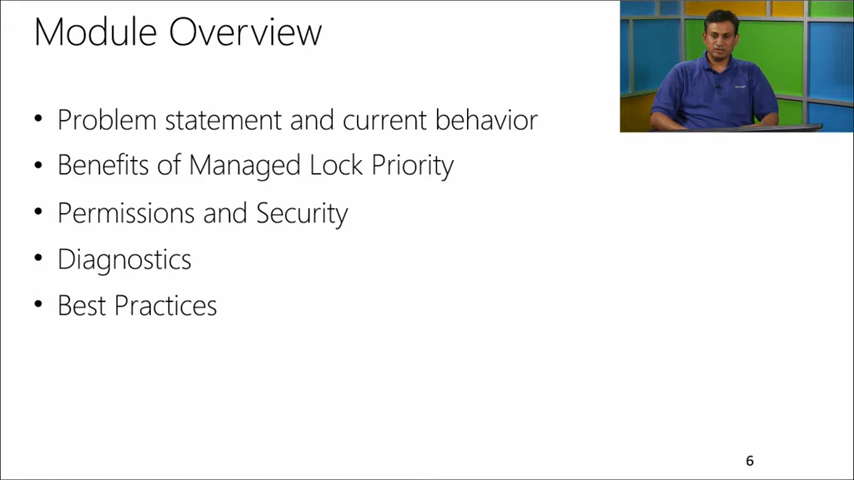 Module Overview
• Problem statement and current behavior
• Benefits of Managed Lock Priority
• Permissions and Security
• Diagnostics
• Best Practices
6